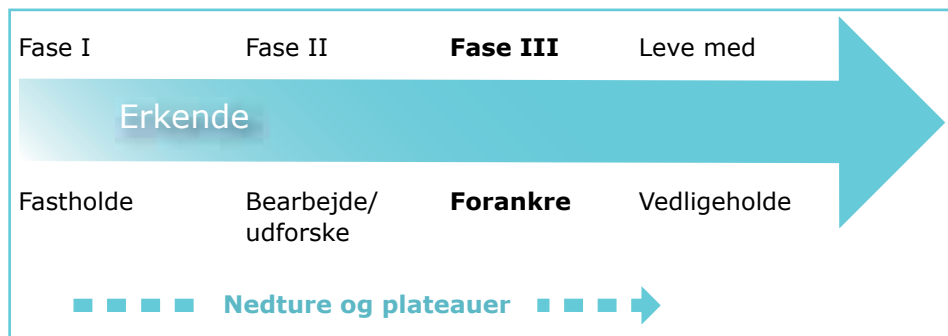 Fase I Fase II Fase III Leve med
Erkende
Fastholde Bearbejde/ Forankre Vedligeholde
udforske
Nedture og plateauer